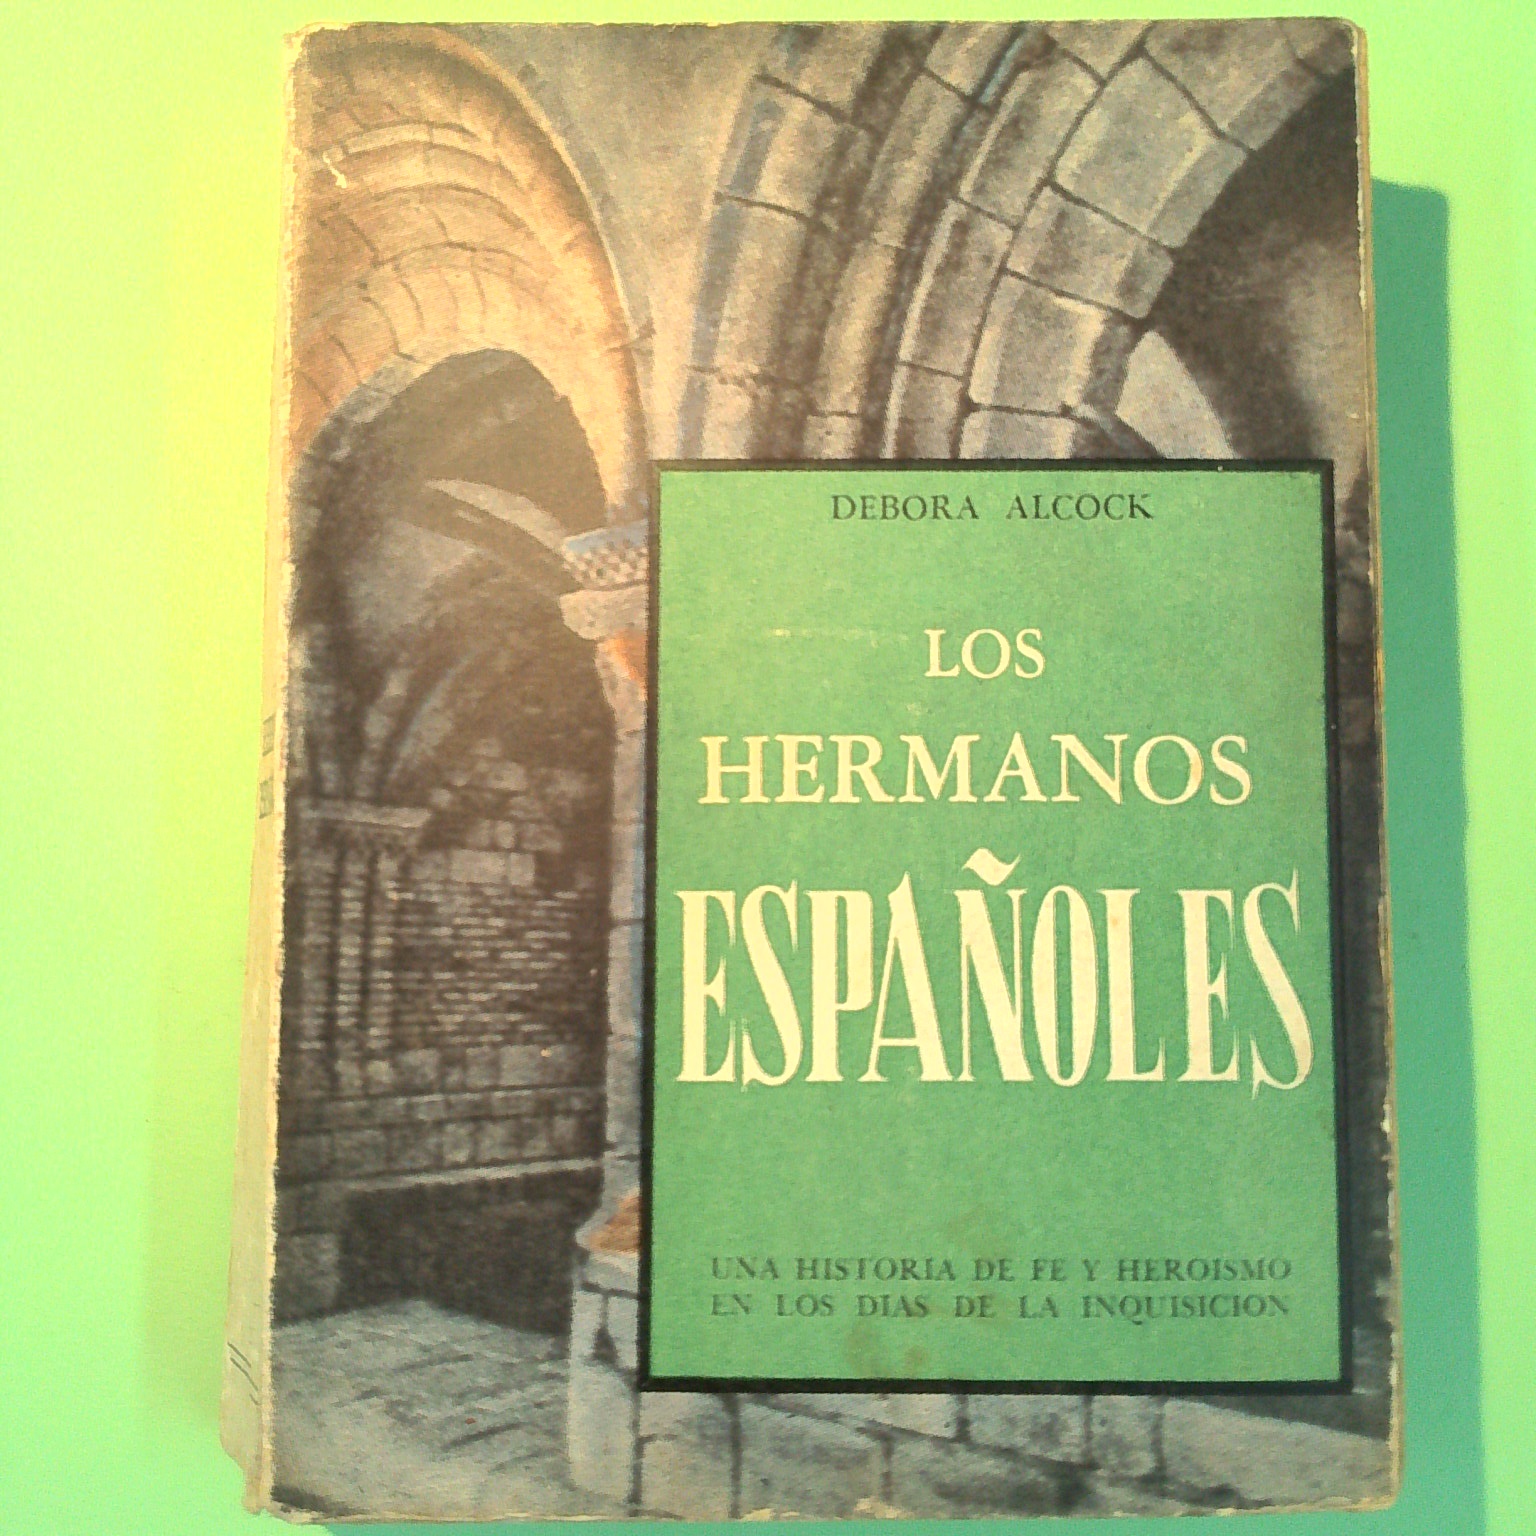 DEBORA ALCOCK
LOS
HERMANOS
ESPAÑOLES
UNA HISTORIA DE FE Y HEROISMO
EN LOS DIAS DE LA INQUISICION